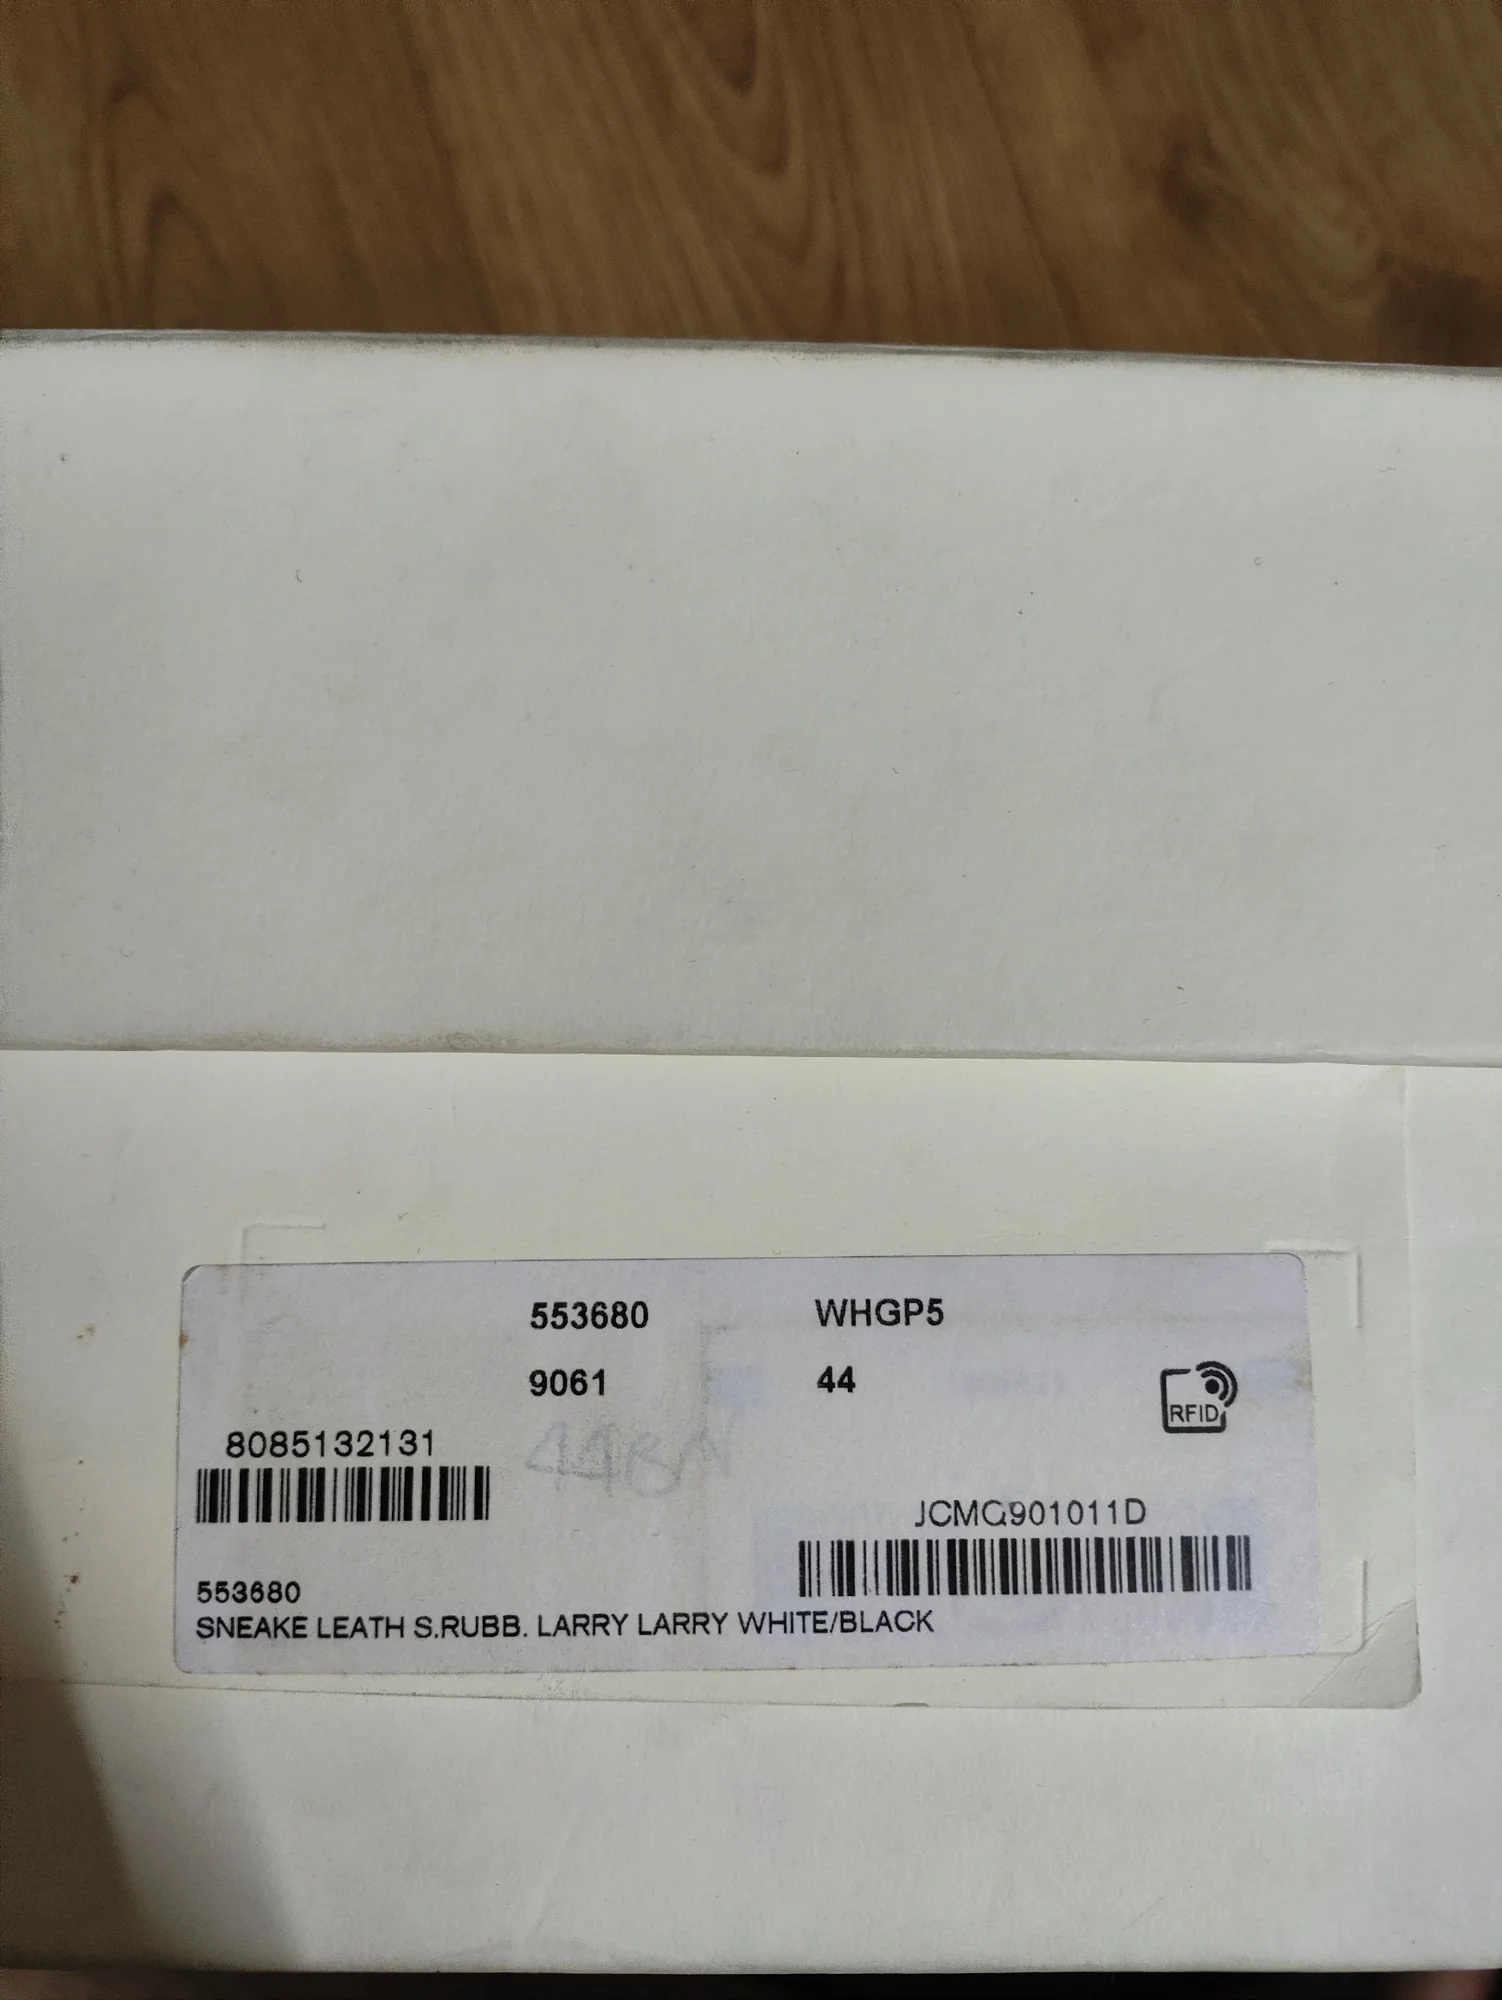 553680 WHGP5
9061 44
RFID
8085132131
JCMG901011D
553680
SNEAKE LEATH S.RUBB. LARRY LARRY WHITE/BLACK